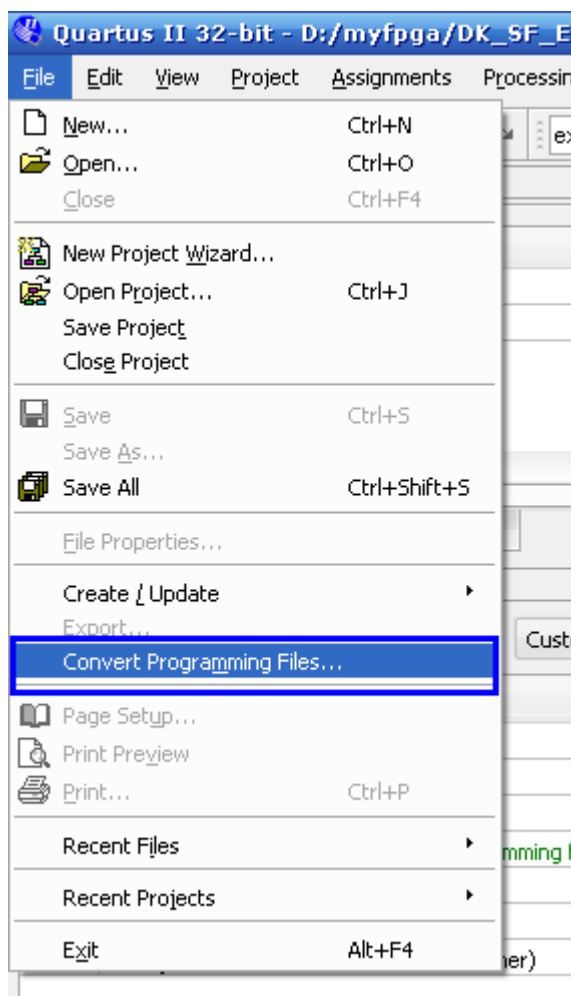 Quartus II 32-bit - D:/myfpga/DK_SF_E
File Edit View Project Assignments Processin
New... Ctrl+N
Open... Ctrl+O
Close Ctrl+F4
New Project Wizard...
Open Project... Ctrl+J
Save Project
Close Project
Save Ctrl+S
Save As...
Save All Ctrl+Shift+S
File Properties...
Create / Update
Export...
Cust
Convert Programming Files...
Page Setup...
Print Preview
Print... Ctrl+P
Recent Files
mming
Recent Projects
Exit Alt+F4
ner)